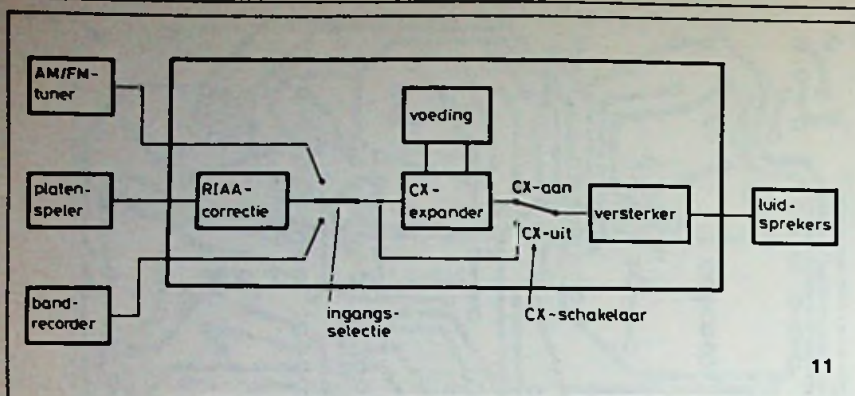 AM/FM-
tuner
platen-
speler
band-
recorder
RIAA-
correctie
ingangs-
selectie
voeding
CX-
expander
CX-aan
CX-uit
CX-schakelaar
versterker
luid-
sprekers
11